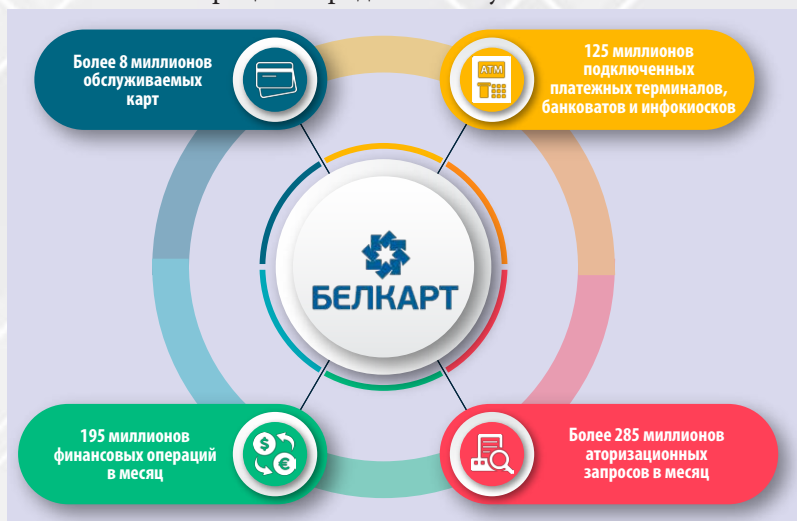 Более 8 миллионов
обслуживаемых
карт
125 миллионов
подключенных
платежных терминалов,
банкоматов и инфокиосков
ATM
БЕЛКАРТ
195 миллионов
финансовых операций
в месяц
$
€
Более 285 миллионов
аторизационных
запросов в месяц